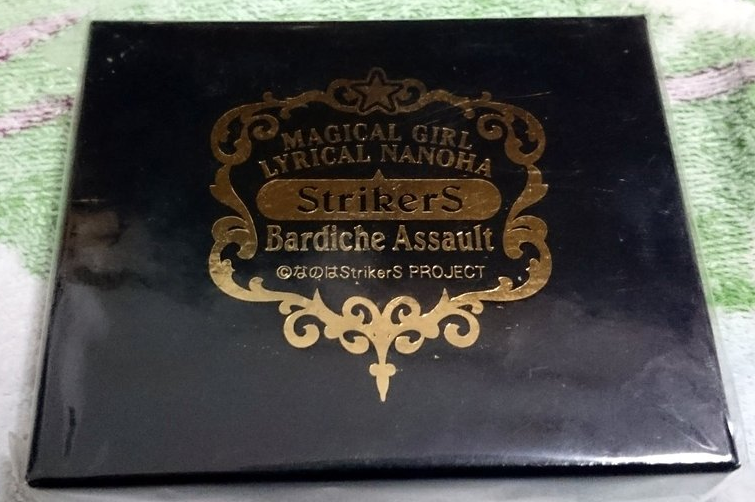 MAGICAL GIRL
LYRICAL NANOHA
StrikerS
Bardiche Assault
©なのはStrikerS PROJECT